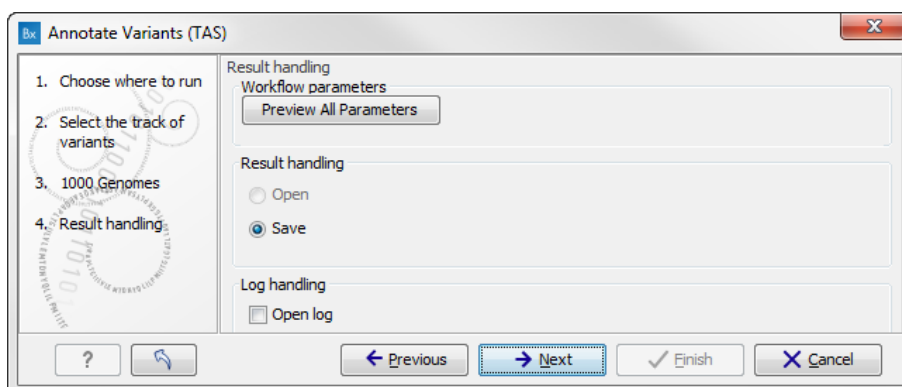 Bx Annotate Variants (TAS)
1. Choose where to run
2. Select the track of
variants
3. 1000 Genomes
4. Result handling
Result handling
Workflow parameters
Preview All Parameters
Result handling
Open
Save
Log handling
Open log
? Previous Next Finish Cancel